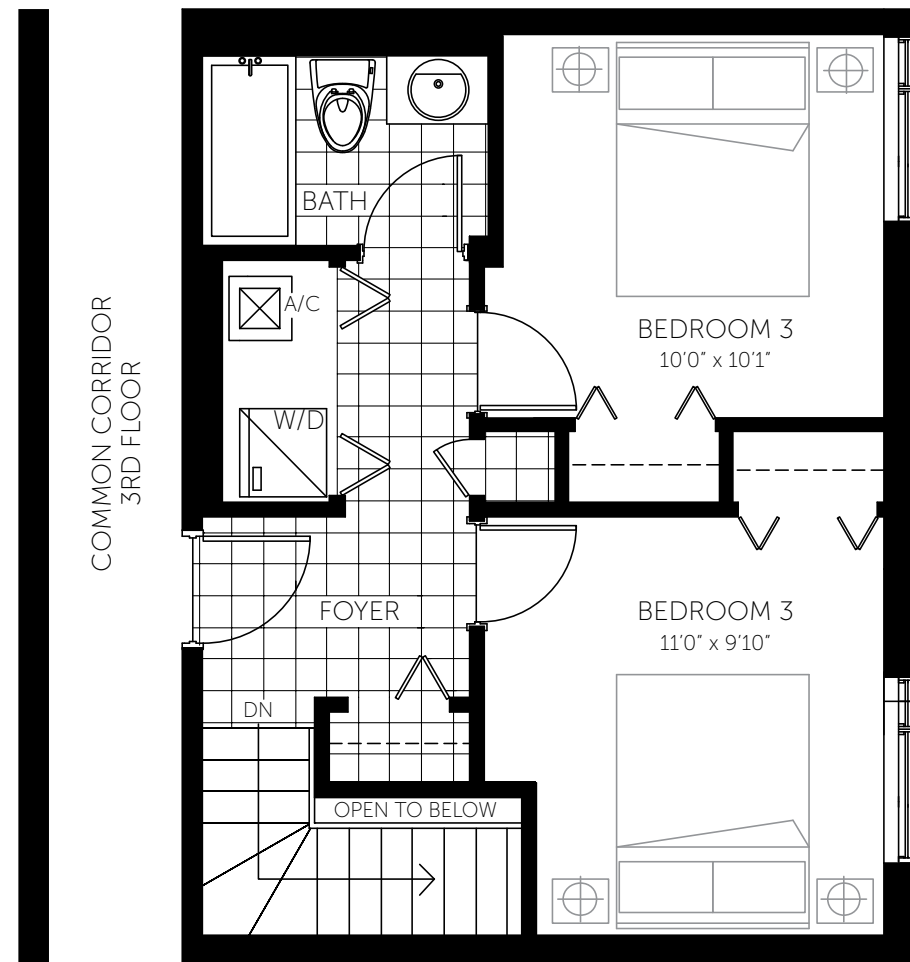 COMMON CORRIDOR
3RD FLOOR
BATH
A/C
W/D
BEDROOM 3
10'0" x 10'1"
FOYER
BEDROOM 3
11'0" x 9'10"
DN
OPEN TO BELOW